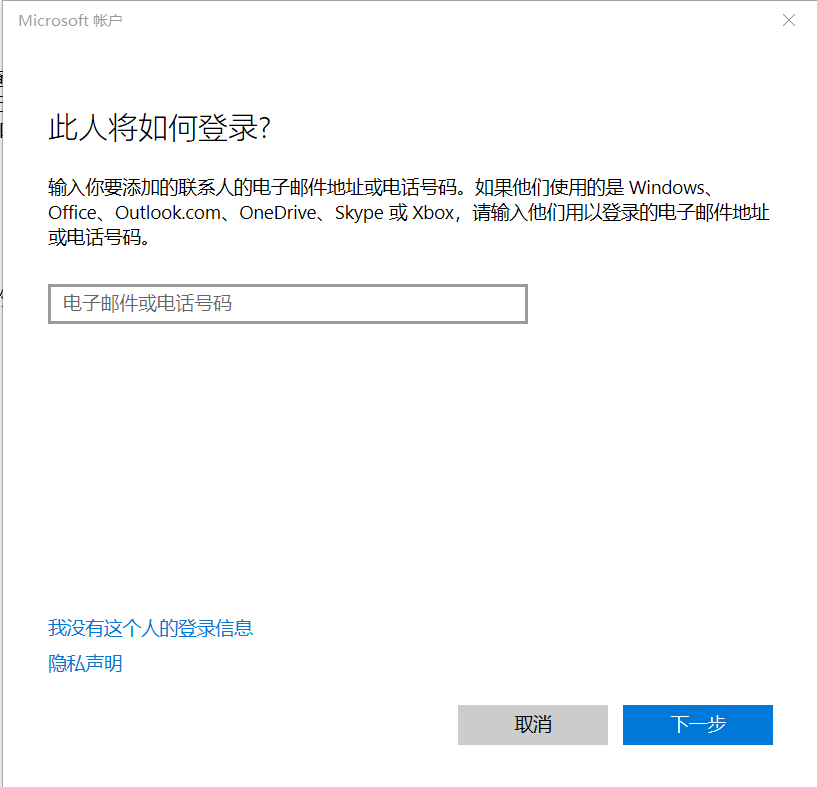 Microsoft 帐户
此人将如何登录?
输入你要添加的联系人的电子邮件地址或电话号码。如果他们使用的是 Windows、
Office、Outlook.com、OneDrive、Skype 或 Xbox，请输入他们用以登录的电子邮件地址
或电话号码。
电子邮件或电话号码
我没有这个人的登录信息
隐私声明
取消
下一步